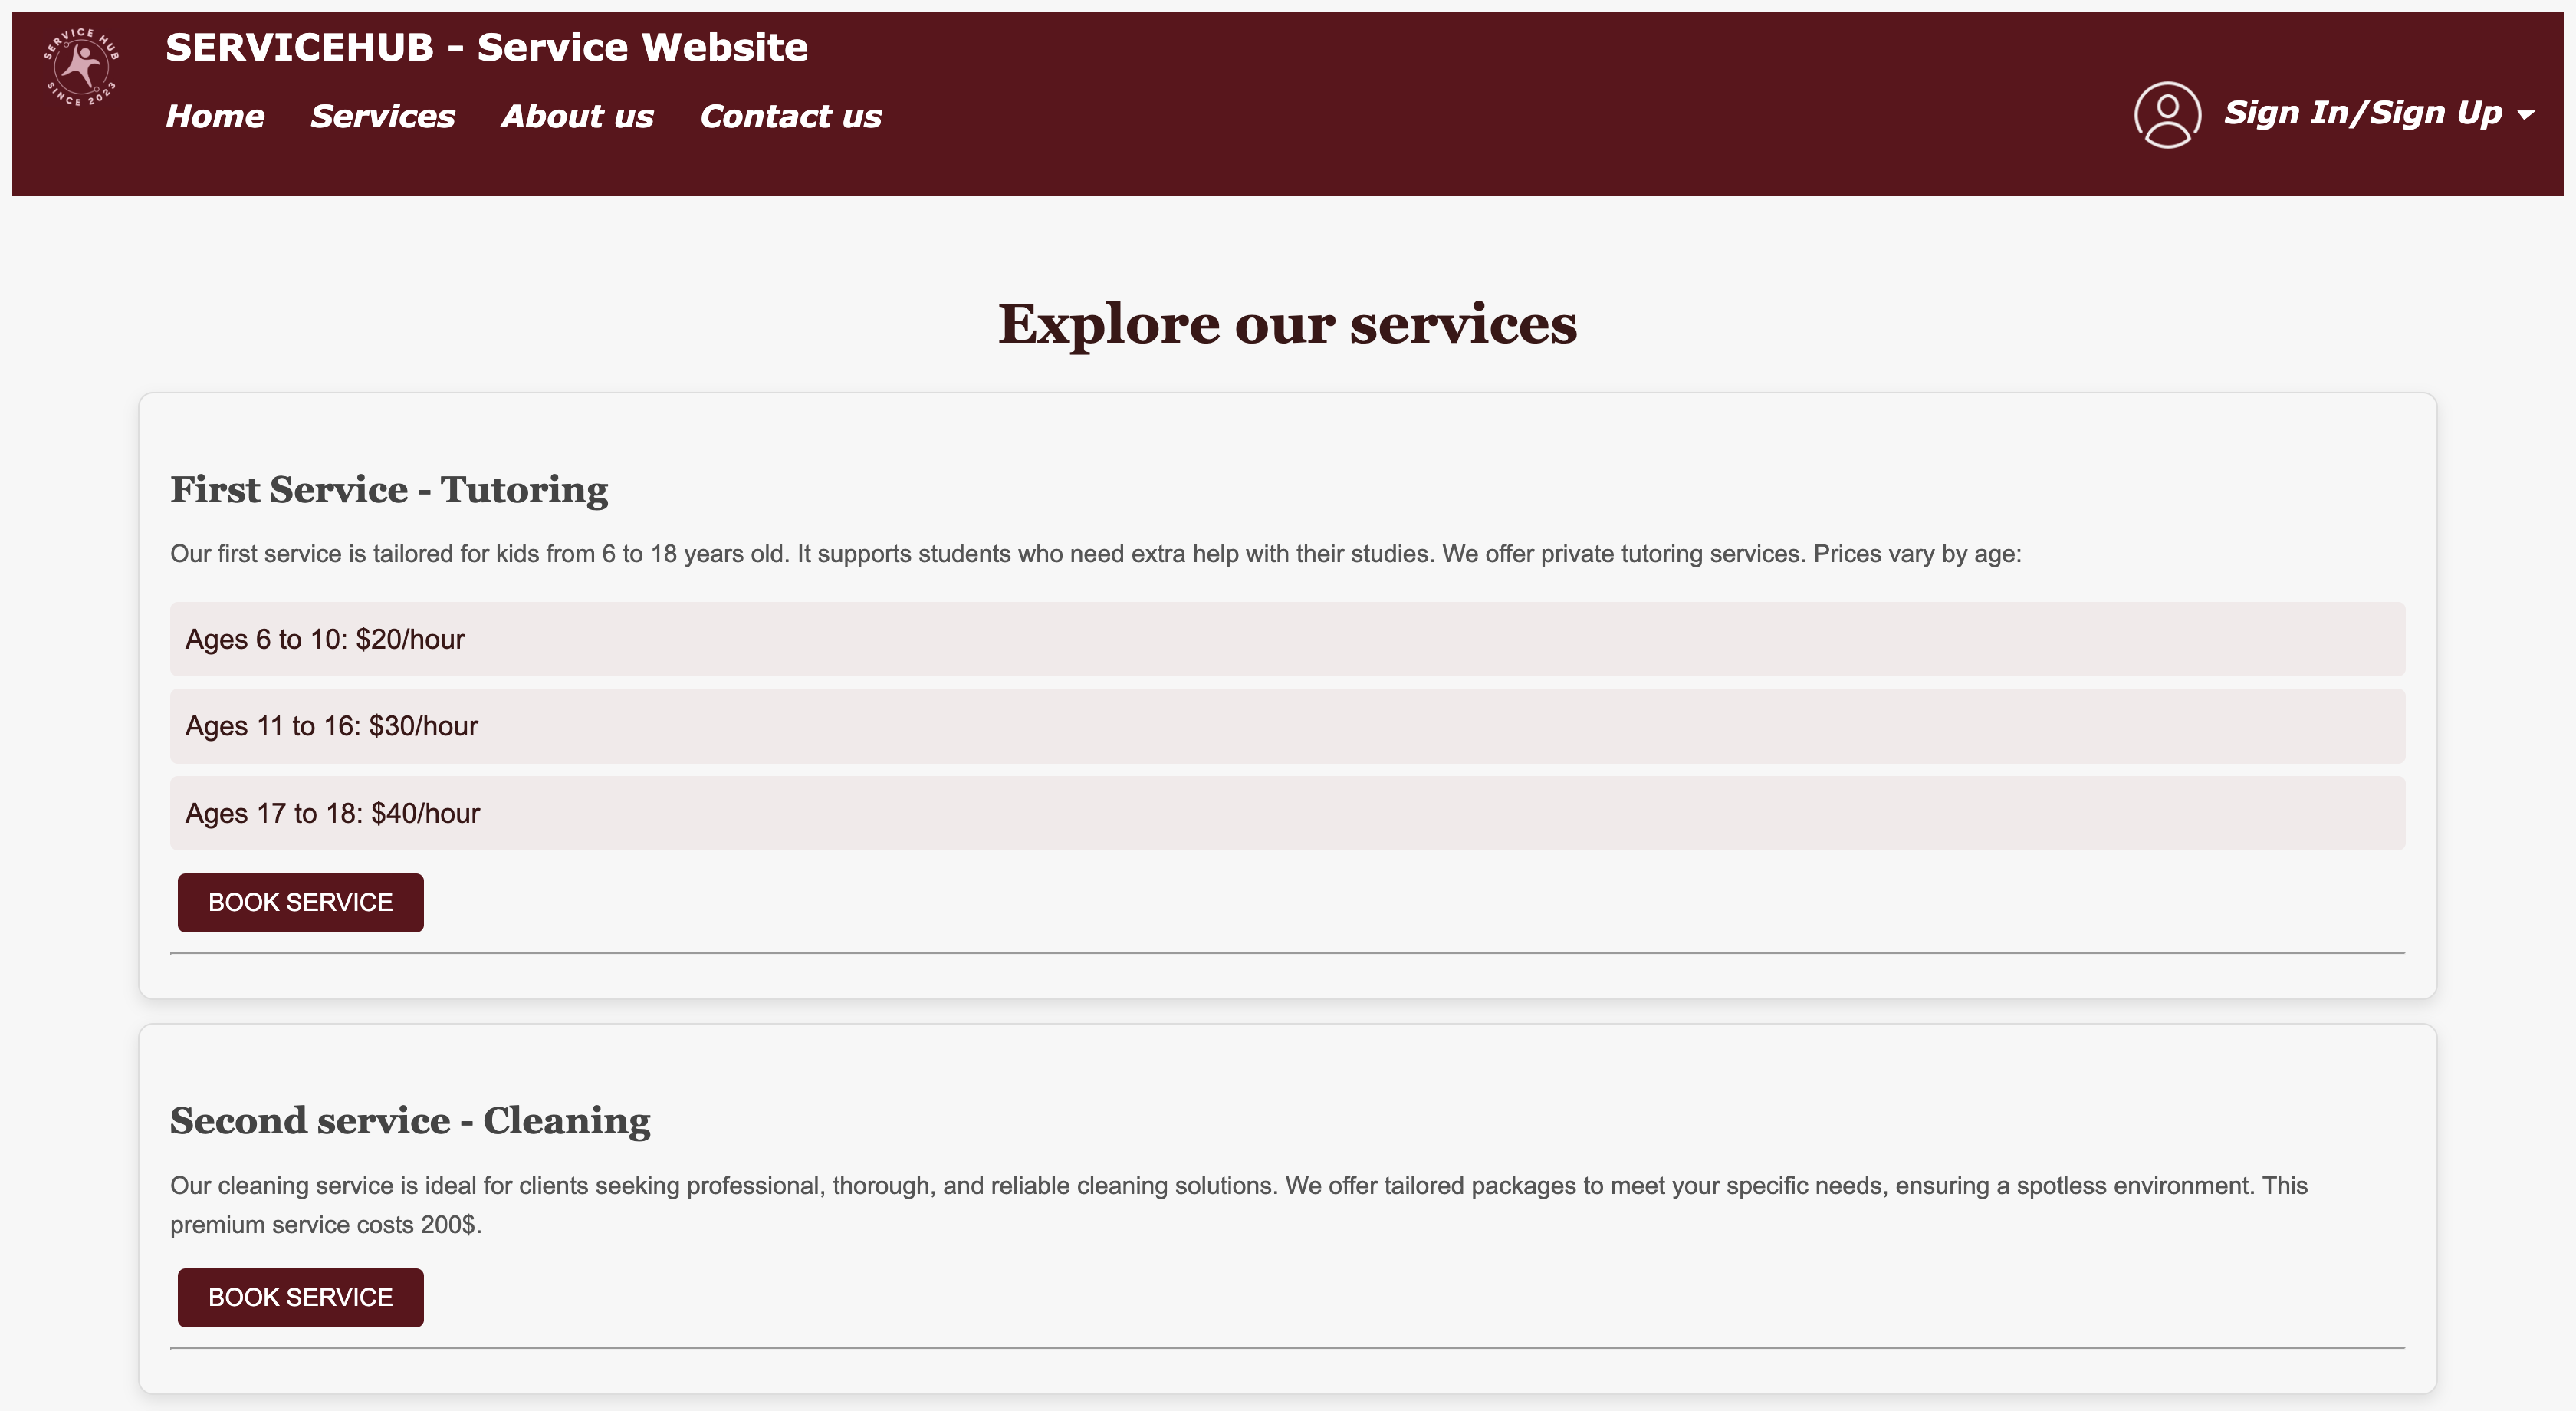 SERVICE HUB
SINCE 2023
SERVICEHUB - Service Website
Home Services About us Contact us
Sign In/Sign Up
Explore our services
First Service - Tutoring
Our first service is tailored for kids from 6 to 18 years old. It supports students who need extra help with their studies. We offer private tutoring services. Prices vary by age:
Ages 6 to 10: $20/hour
Ages 11 to 16: $30/hour
Ages 17 to 18: $40/hour
BOOK SERVICE
Second service - Cleaning
Our cleaning service is ideal for clients seeking professional, thorough, and reliable cleaning solutions. We offer tailored packages to meet your specific needs, ensuring a spotless environment. This
premium service costs 200$.
BOOK SERVICE